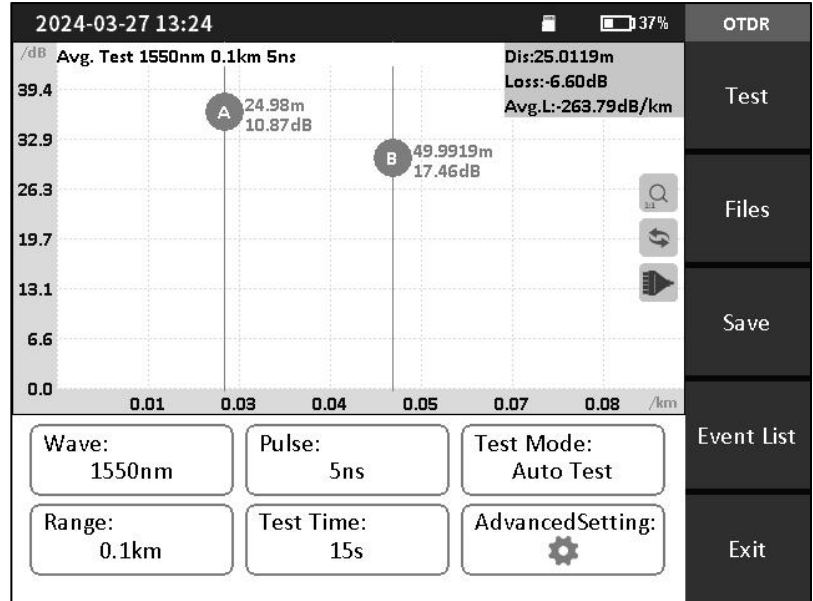 2024-03-27 13:24
37%
OTDR
/dB
Avg. Test 1550nm 0.1km 5ns
Dis:25.0119m
Loss:-6.60dB
Avg.L:-263.79dB/km
39.4
32.9
26.3
19.7
13.1
6.6
0.0
A
24.98m
10.87dB
B
49.9919m
17.46dB
1:1
0.01
0.03
0.04
0.05
0.07
0.08
/km
Wave:
1550nm
Pulse:
5ns
Test Mode:
Auto Test
Range:
0.1km
Test Time:
15s
AdvancedSetting:
Test
Files
Save
Event List
Exit